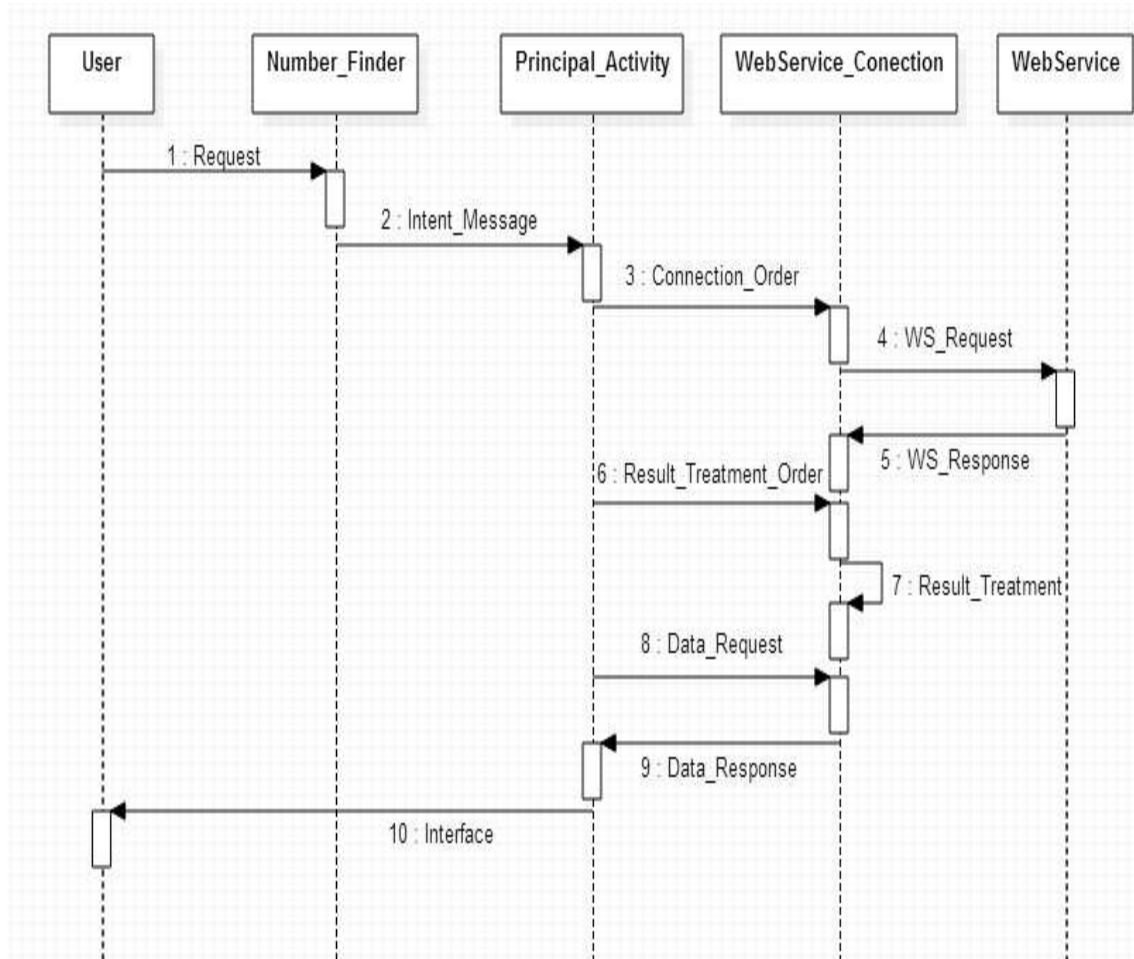 User
Number_Finder
Principal_Activity
WebService_Conection
WebService
1 : Request
2 : Intent_Message
3 : Connection_Order
4 : WS_Request
5 : WS_Response
6 : Result_Treatment_Order
7 : Result_Treatment
8 : Data_Request
9 : Data_Response
10 : Interface